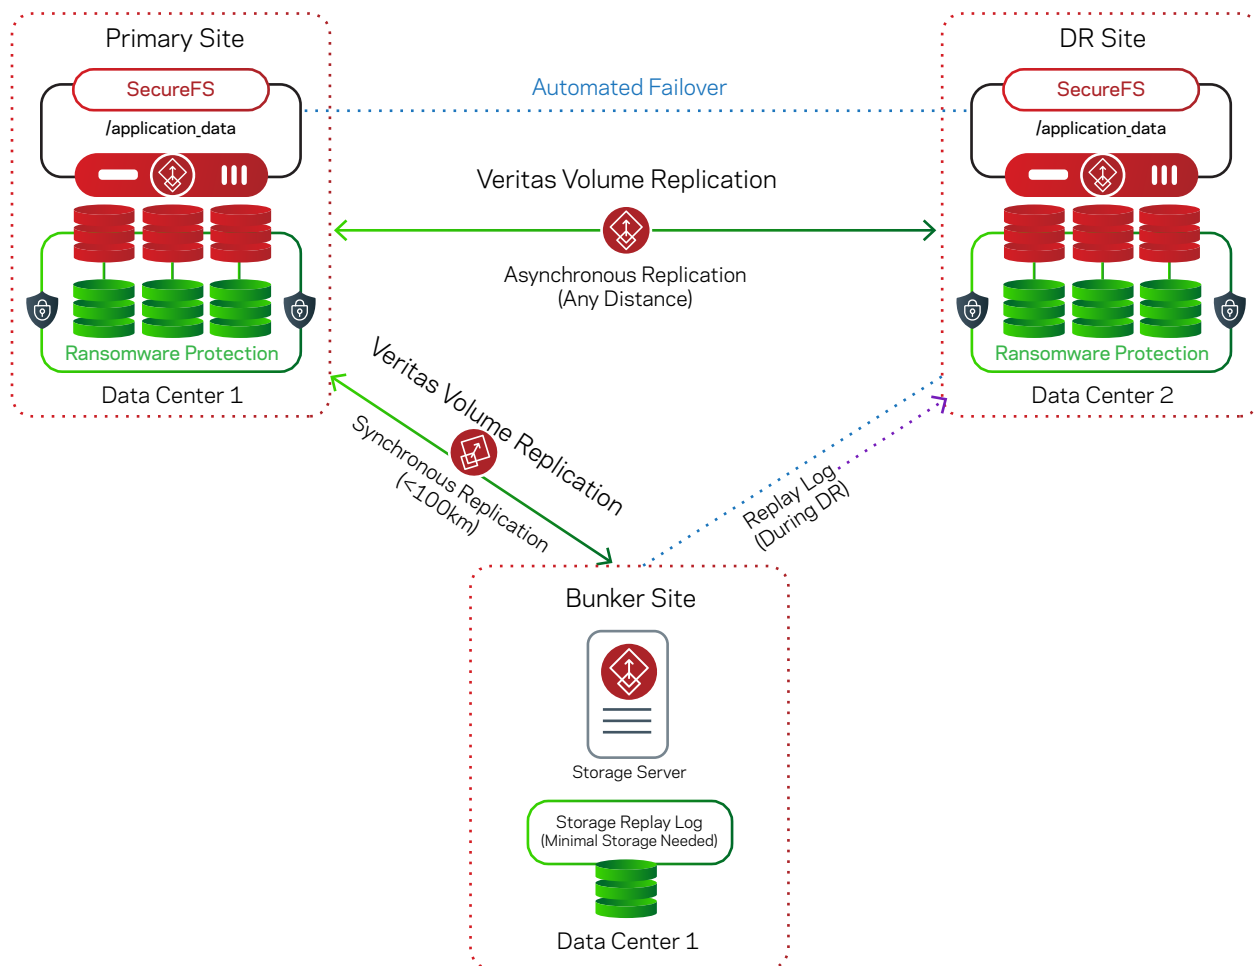 Primary Site
SecureFS
/application_data
Ransomware Protection
Data Center 1
Automated Failover
Veritas Volume Replication
Asynchronous Replication
(Any Distance)
DR Site
SecureFS
/application_data
Ransomware Protection
Data Center 2
Veritas Volume Replication
Synchronous Replication
(<100km)
Replay Log
(During DR)
Bunker Site
Storage Server
Storage Replay Log
(Minimal Storage Needed)
Data Center 1